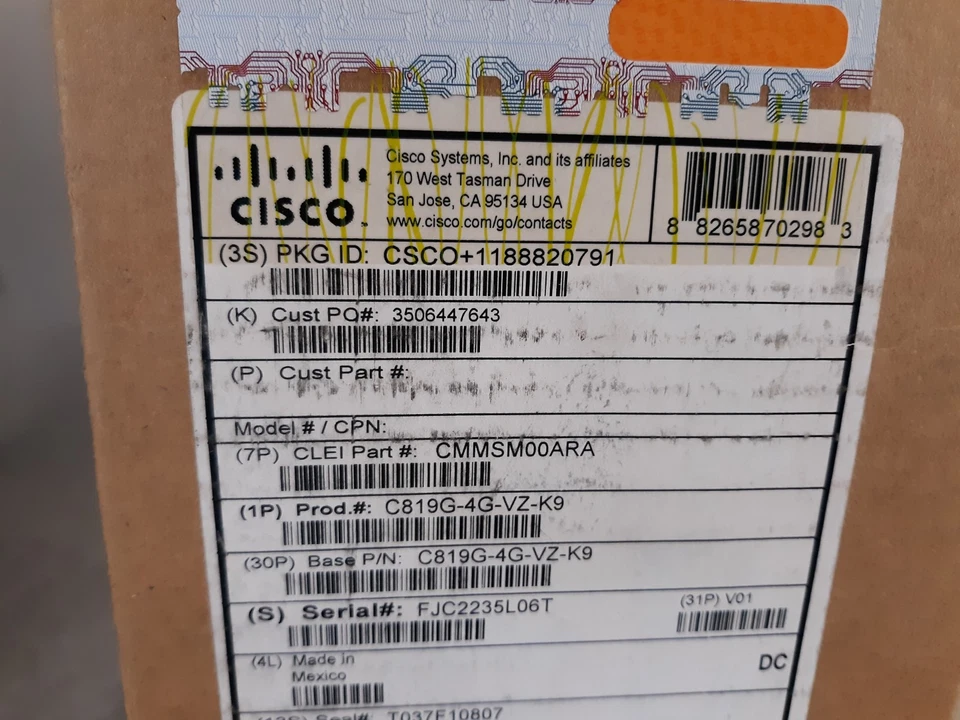 CISCO
Cisco Systems, Inc. and its affiliates
170 West Tasman Drive
San Jose, CA 95134 USA
www.cisco.com/go/contacts
8 8265870298 3
(3S) PKG ID: CSCO+1188820791
(K) Cust PO#: 3506447643
(P) Cust Part #:
Model # / CPN:
(7P) CLEI Part #: CMMSM00ARA
(1P) Prod.#: C819G-4G-VZ-K9
(30P) Base P/N: C819G-4G-VZ-K9
(S) Serial#: FJC2235L06T
(31P) V01
(4L) Made in
Mexico
DC
Seal#: T037F10807